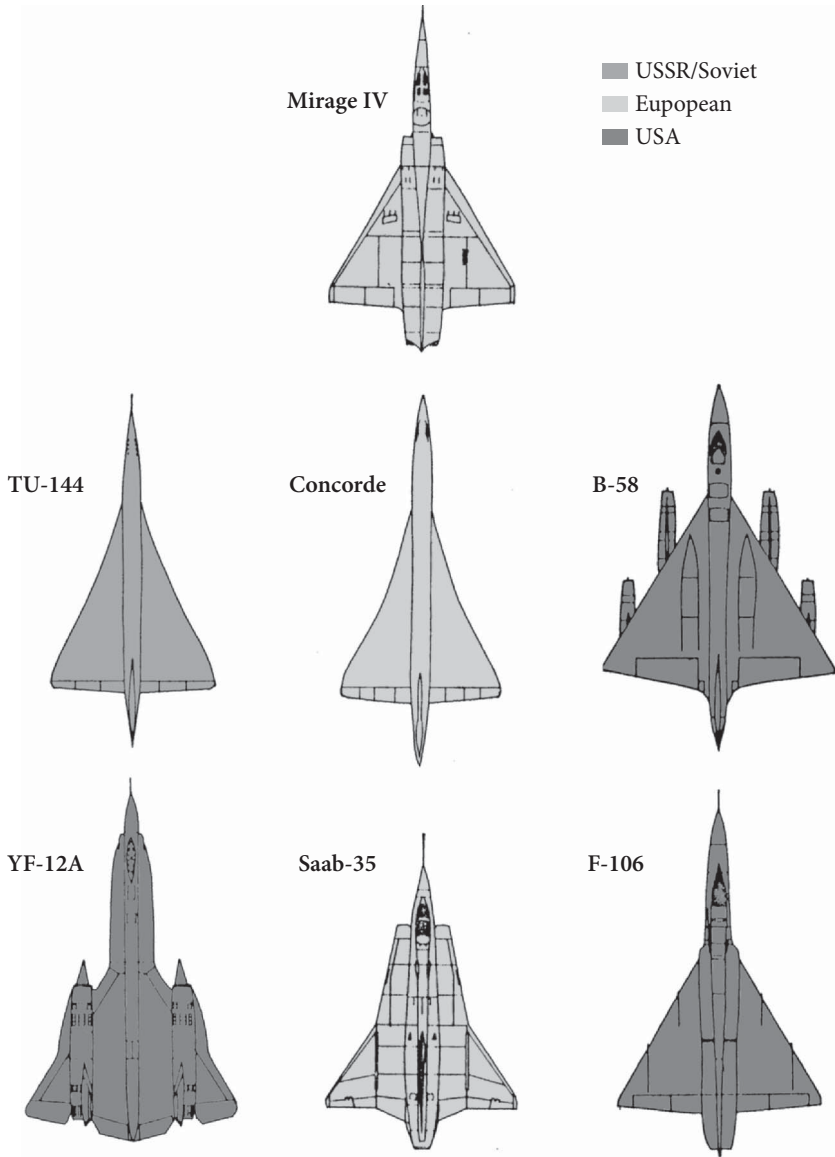 Mirage IV
USSR/Soviet
Eupopean
USA
TU-144
Concorde
B-58
YF-12A
Saab-35
F-106